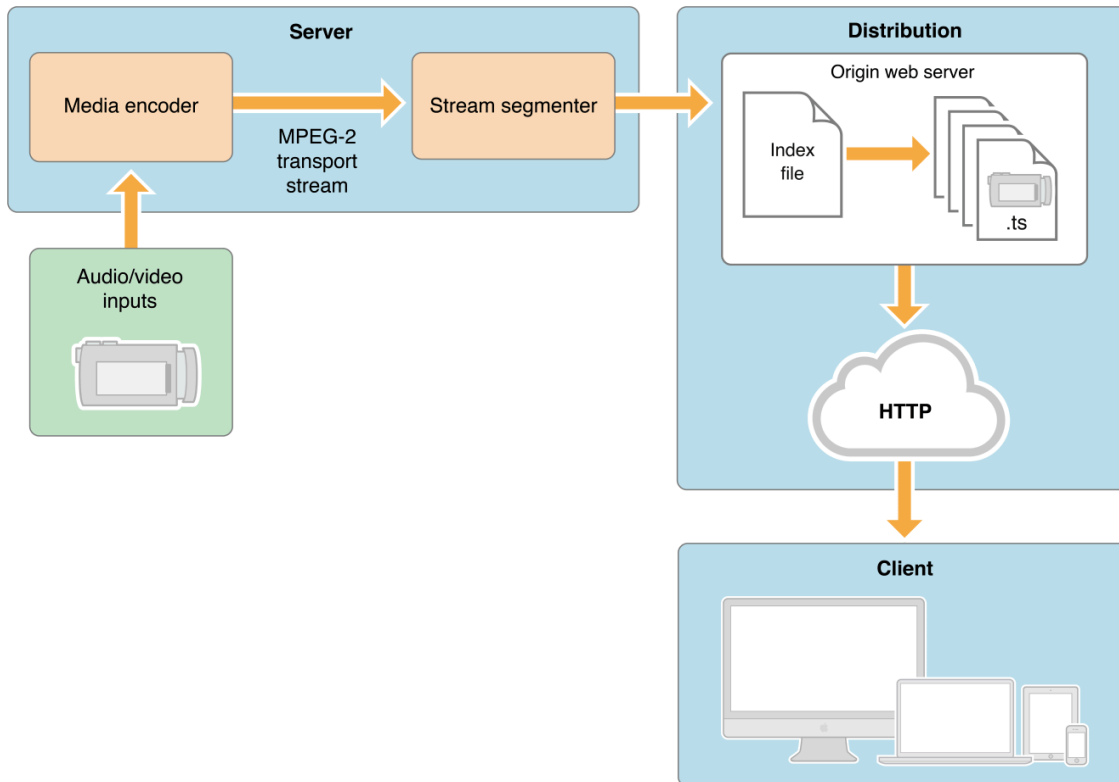 Server
Media encoder
MPEG-2
transport
stream
Stream segmenter
Audio/video
inputs
Distribution
Origin web server
Index
file
.ts
HTTP
Client